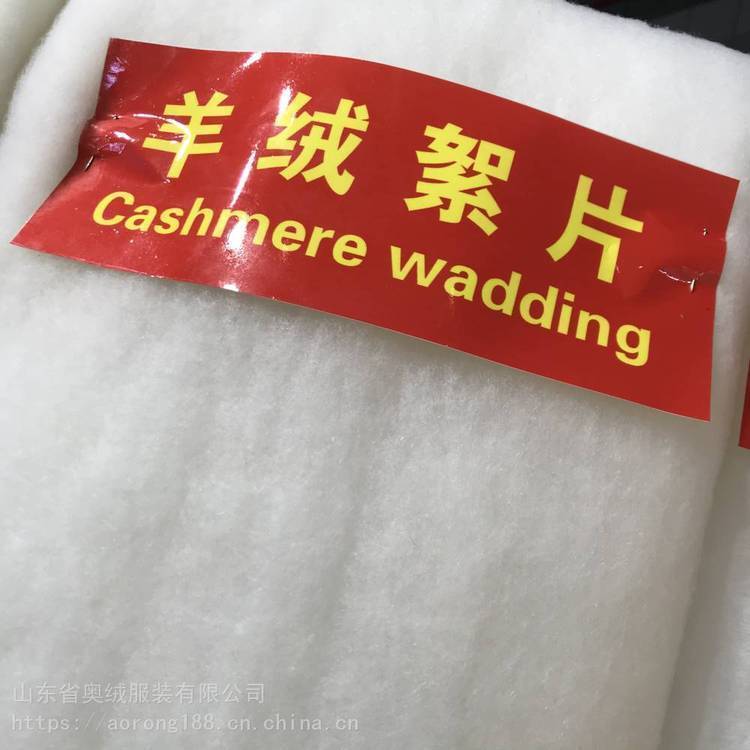 羊绒絮片
Cashmere wadding
山东省奥绒服装有限公司
https://aorong188.cn.china.cn